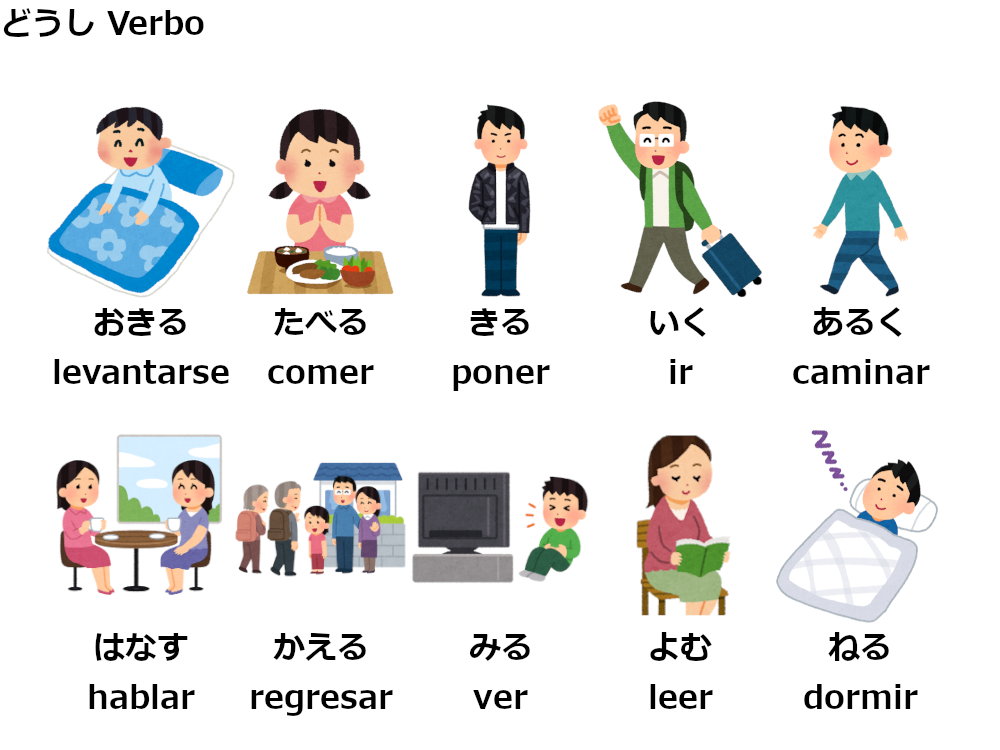 どうし Verbo
おきる たべる きる いく あるく
levantarse comer poner ir caminar
Nzzz..
はなす かえる みる よむ ねる
hablar regresar ver leer dormir